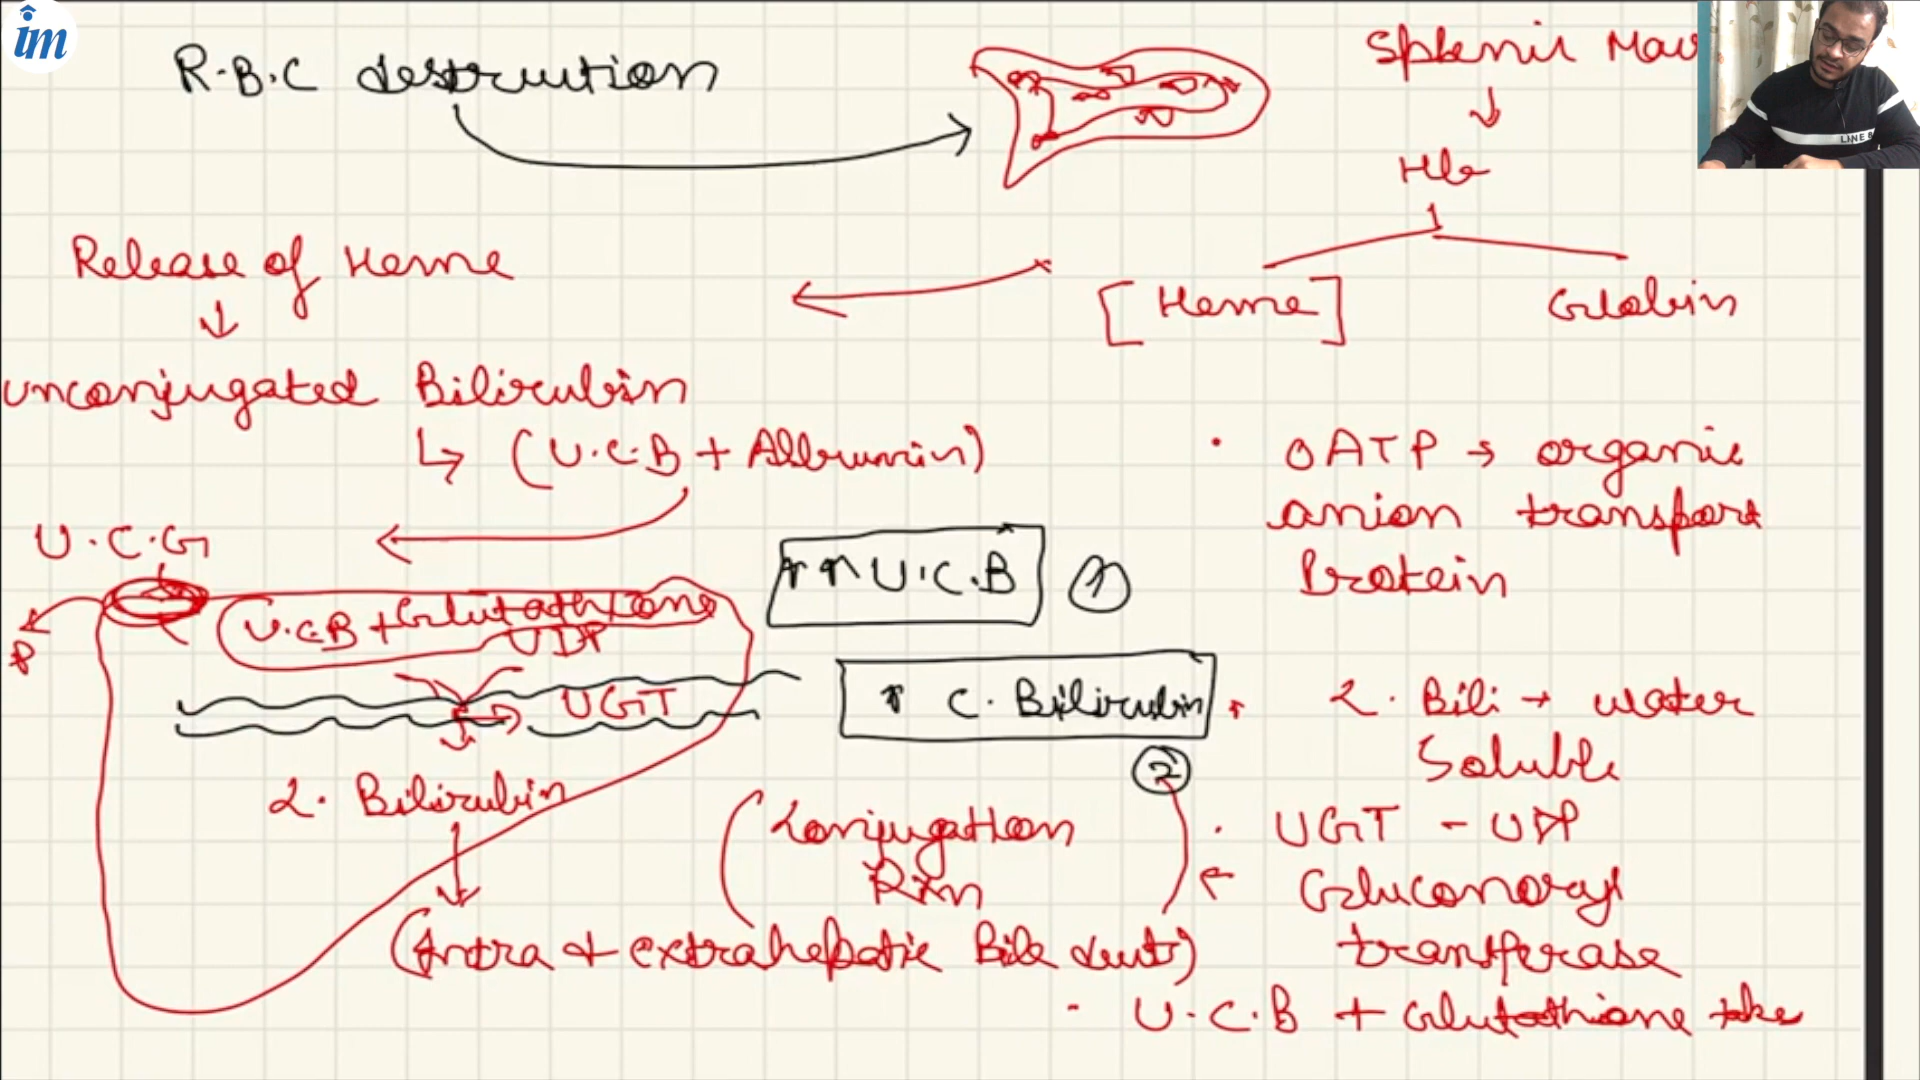 im
R.B.C destruction
Splenic Mac
Hb
[Heme]
Globin
Release of Heme
unconjugated Bilirubin
(U.C.B + Albumin)
• OATP → organic
anion transport
Protein
U.C.G
U.C.B + Glutathione
UDP
UGT
↑↑ U.C.B 1
↑ C. Bilirubin
2
2. Bilirubin
2. Bili → water
Soluble
(Conjugation
Rxn)
• UGT - UDP
Gluconoryl
transferase
(Intra + extrahepatic Bile duct)
- U.C.B + Glutathione
LINE